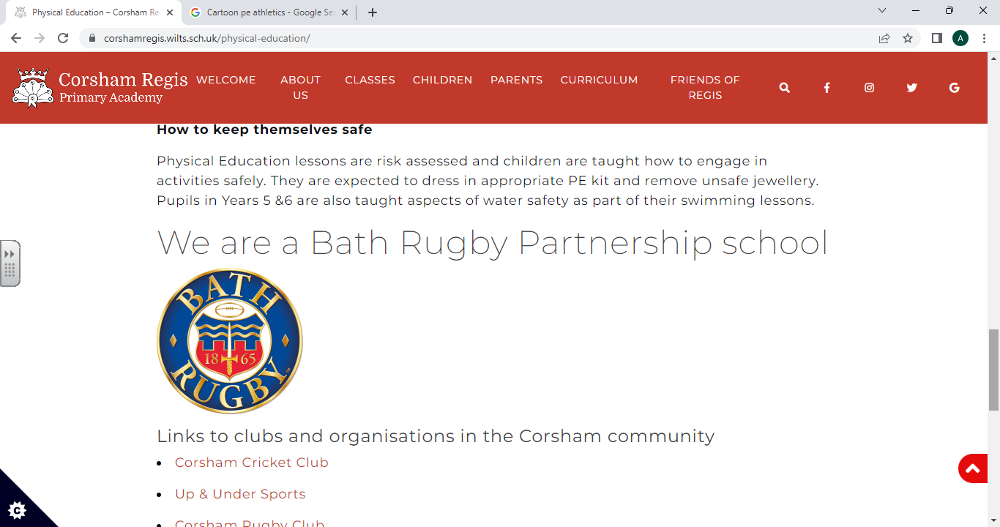 Physical Education – Corsham Re
Cartoon pe athletics - Google Se
corshamregis.wilts.sch.uk/physical-education/
A
Corsham Regis
Primary Academy
WELCOME
ABOUT
US
CLASSES
CHILDREN
PARENTS
CURRICULUM
FRIENDS OF
REGIS
How to keep themselves safe
Physical Education lessons are risk assessed and children are taught how to engage in
activities safely. They are expected to dress in appropriate PE kit and remove unsafe jewellery.
Pupils in Years 5 &6 are also taught aspects of water safety as part of their swimming lessons.
We are a Bath Rugby Partnership school
BATH
18 65
RUGBY
TM
Links to clubs and organisations in the Corsham community
Corsham Cricket Club
Up & Under Sports
Corsham Rugby Club
C